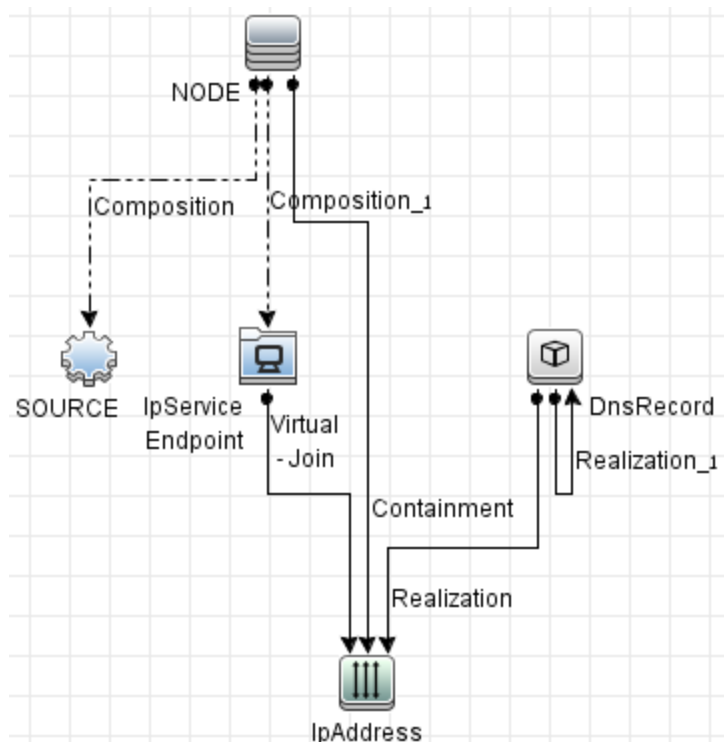 NODE
Composition
Composition_1
SOURCE
IpService
Endpoint
Virtual
- Join
DnsRecord
Realization_1
Containment
Realization
IpAddress